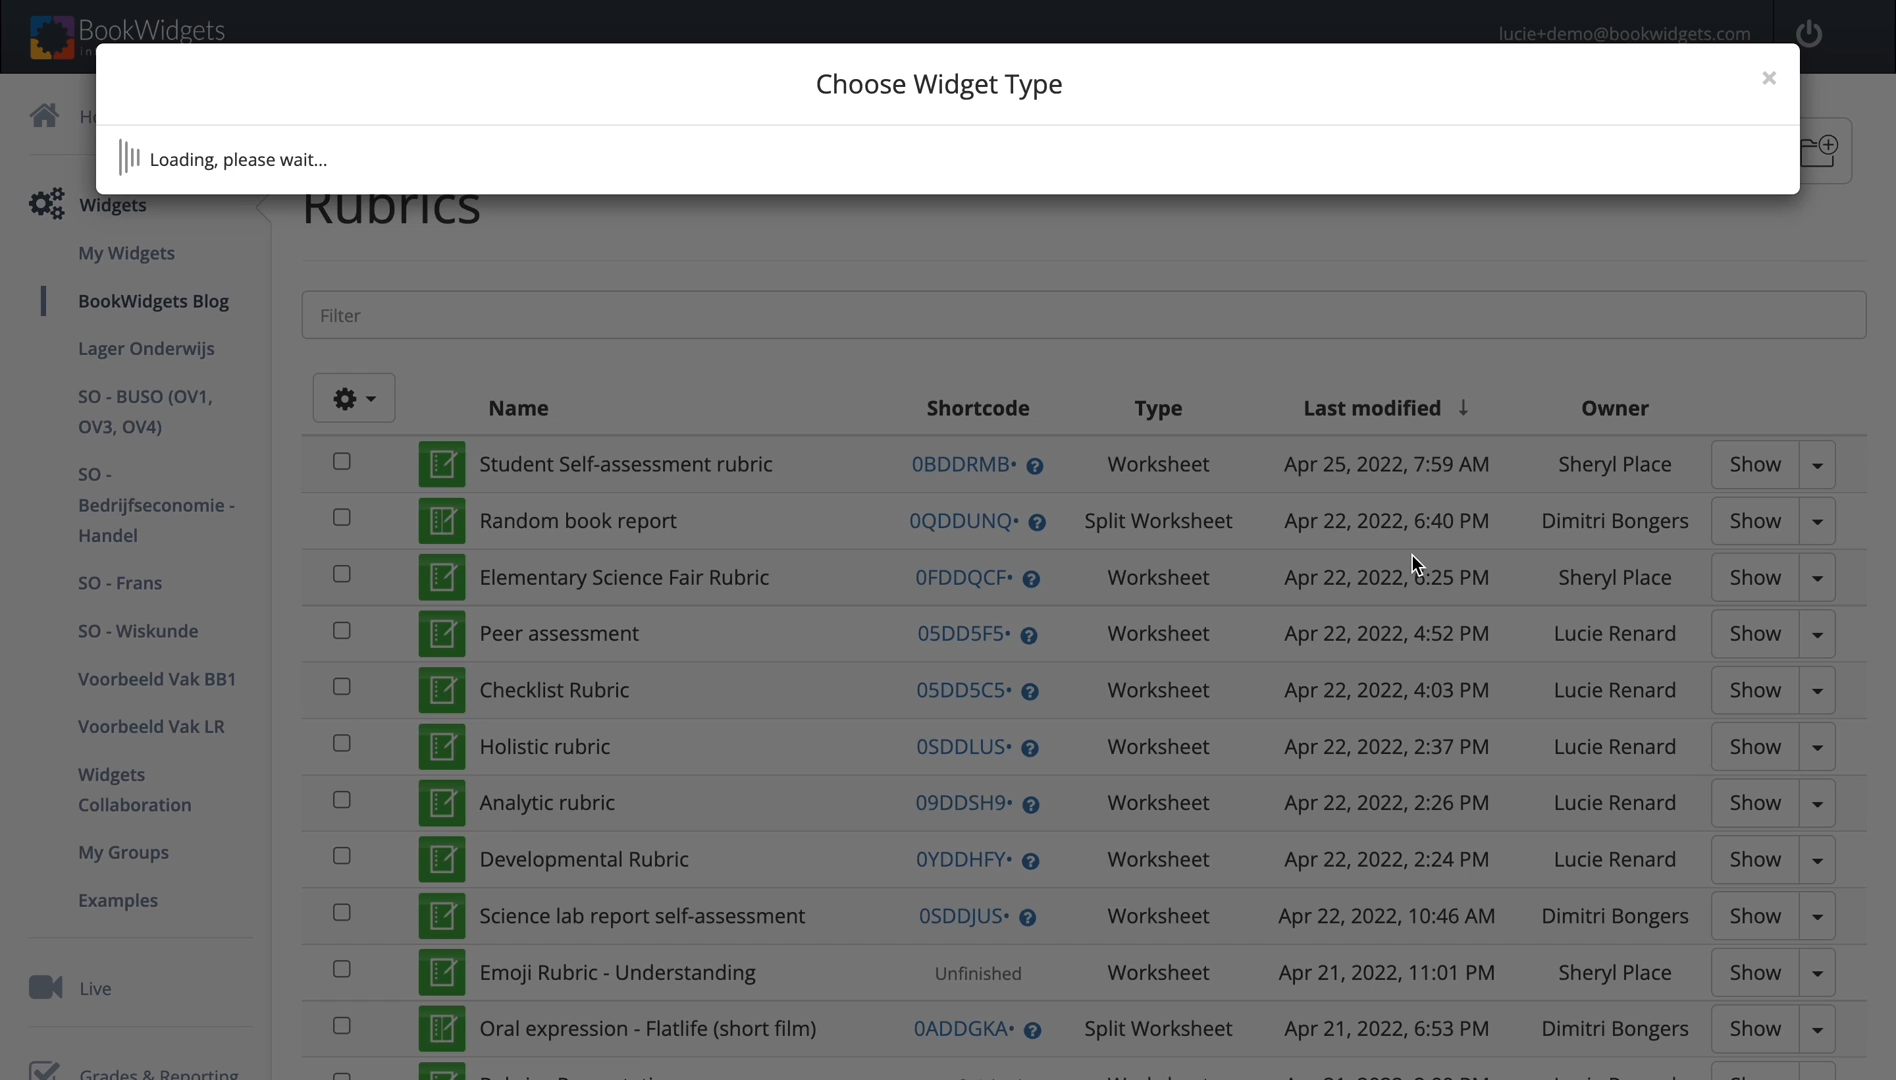 BookWidgets
lucie+demo@bookwidgets.com
Choose Widget Type
×
Loading, please wait...
Widgets
Rubrics
My Widgets
BookWidgets Blog
Lager Onderwijs
SO - BUSO (OV1,
OV3, OV4)
SO -
Bedrijfseconomie -
Handel
SO - Frans
SO - Wiskunde
Voorbeeld Vak BB1
Voorbeeld Vak LR
Widgets
Collaboration
My Groups
Examples
Live
Grades & Reporting
Filter
Name Shortcode Type Last modified ↓ Owner
Student Self-assessment rubric 0BDDRMB• ? Worksheet Apr 25, 2022, 7:59 AM Sheryl Place Show
Random book report 0QDDUNQ• ? Split Worksheet Apr 22, 2022, 6:40 PM Dimitri Bongers Show
Elementary Science Fair Rubric 0FDDQCF• ? Worksheet Apr 22, 2022, :25 PM Sheryl Place Show
Peer assessment 05DD5F5• ? Worksheet Apr 22, 2022, 4:52 PM Lucie Renard Show
Checklist Rubric 05DD5C5• ? Worksheet Apr 22, 2022, 4:03 PM Lucie Renard Show
Holistic rubric 0SDDLUS• ? Worksheet Apr 22, 2022, 2:37 PM Lucie Renard Show
Analytic rubric 09DDSH9• ? Worksheet Apr 22, 2022, 2:26 PM Lucie Renard Show
Developmental Rubric 0YDDHFY• ? Worksheet Apr 22, 2022, 2:24 PM Lucie Renard Show
Science lab report self-assessment 0SDDJUS• ? Worksheet Apr 22, 2022, 10:46 AM Dimitri Bongers Show
Emoji Rubric - Understanding Unfinished Worksheet Apr 21, 2022, 11:01 PM Sheryl Place Show
Oral expression - Flatlife (short film) 0ADDGKA• ? Split Worksheet Apr 21, 2022, 6:53 PM Dimitri Bongers Show